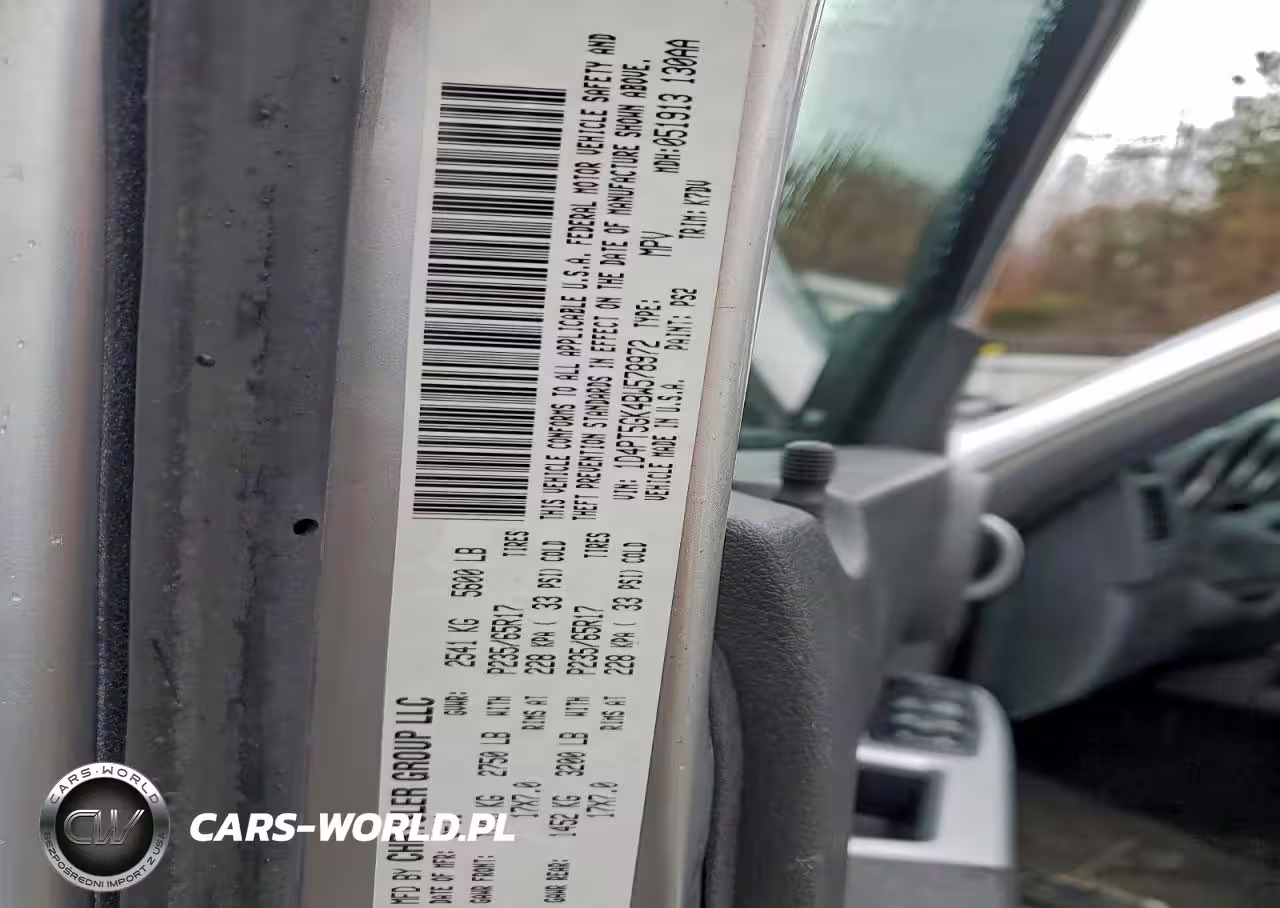 MFD BY CHRYSLER GROUP LLC
DATE OF MFR: GVWR: 2541 KG 5600 LB
GAWR FRONT: KG 2750 LB WITH P235/65R17 TIRES
17X7.0 RIMS AT 228 KPA ( 33 PSI) COLD
GAWR REAR: 1452 KG 3200 LB WITH P235/65R17 TIRES
17X7.0 RIMS AT 228 KPA ( 33 PSI) COLD
THIS VEHICLE CONFORMS TO ALL APPLICABLE U.S.A. FEDERAL MOTOR VEHICLE SAFETY AND
THEFT PREVENTION STANDARDS IN EFFECT ON THE DATE OF MANUFACTURE SHOWN ABOVE.
VIN: 1D4PT5GK4BW578972 TYPE: MPV MDH:051913 130AA
VEHICLE MADE IN U.S.A. PAINT: PS2 TRIM: K7DV
CARS-WORLD
CW
BEZPOŚREDNI IMPORT Z USA
CARS-WORLD.PL